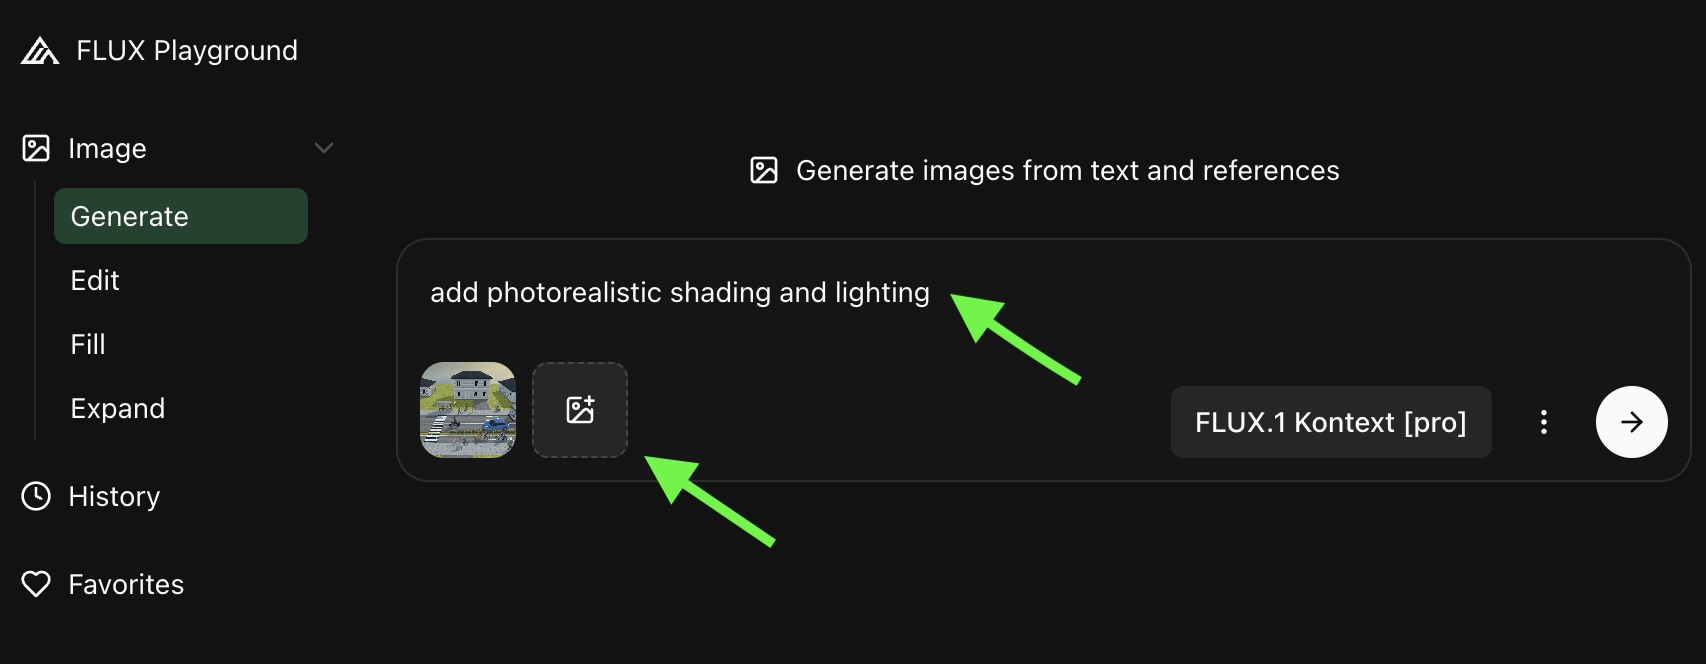 FLUX Playground
Image
Generate
Edit
Fill
Expand
History
Favorites
Generate images from text and references
add photorealistic shading and lighting
FLUX.1 Kontext [pro]